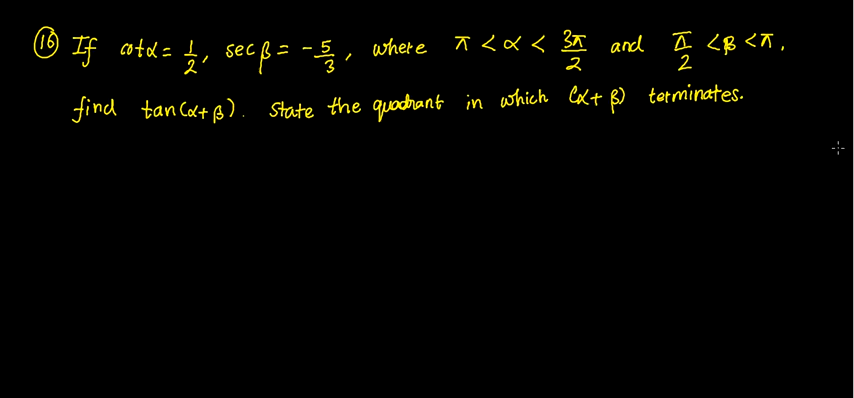 (16) If cotα = 1/2, sec β = -5/3, where π < α < 3π/2 and π/2 < β < π.
find tan(α + β). State the quadrant in which (α + β) terminates.